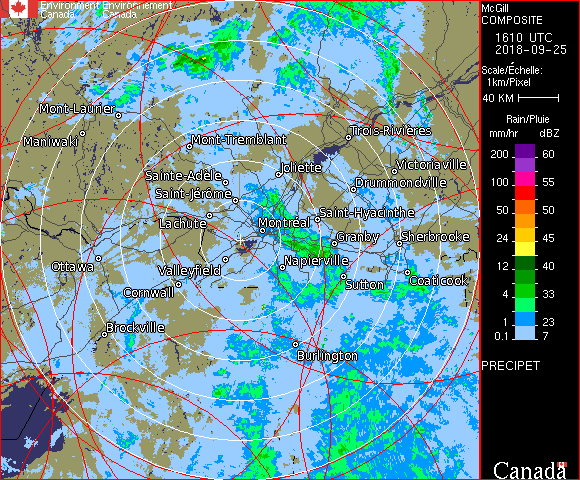 Environment Environnement
Canada Canada
McGill
COMPOSITE
1610 UTC
2018-09-25
Scale/Échelle:
1km/Pixel
40 KM
Rain/Pluie
mm/hr dBZ
200 60
100 55
50 50
24 45
12 40
4 33
1 23
0.1 7
PRECIPET
Canada
Mont-Laurier
Maniwaki
Mont-Tremblant
Trois-Rivières
Joliette
Victoriaville
Sainte-Adèle
Drummondville
Saint-Jérôme
Saint-Hyacinthe
Lachute
Montréal
Granby
Sherbrooke
Ottawa
Valleyfield
Napierville
Coaticook
Sutton
Cornwall
Brockville
Burlington